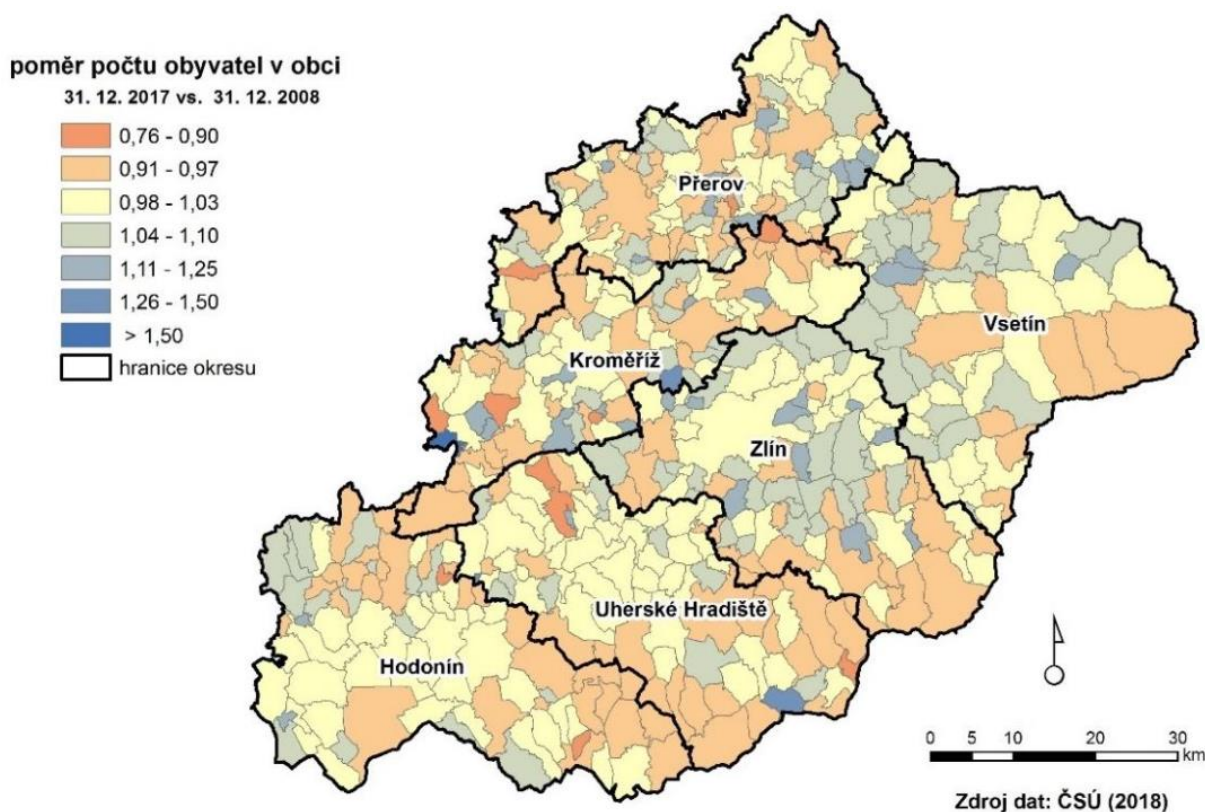 poměr počtu obyvatel v obci
31. 12. 2017 vs. 31. 12. 2008
0,76 - 0,90
0,91 - 0,97
0,98 - 1,03
1,04 - 1,10
1,11 - 1,25
1,26 - 1,50
> 1,50
hranice okresu
Přerov
Vsetín
Kroměříž
Zlín
Uherské Hradiště
Hodonín
0 5 10 20 30
km
Zdroj dat: ČSÚ (2018)